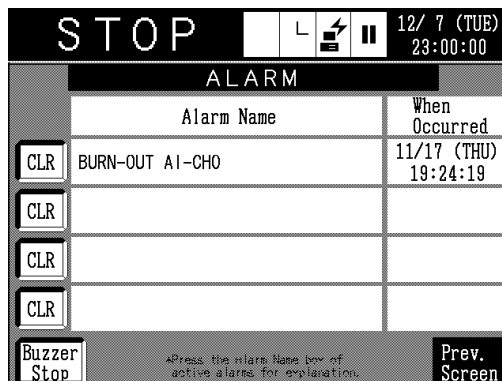 STOP
12/ 7 (TUE)
23:00:00
ALARM
Alarm Name
When
Occurred
CLR
BURN-OUT AI-CHO
11/17 (THU)
19:24:19
CLR
CLR
CLR
Buzzer
Stop
*Press the Alarm Name box of
active alarms for explanation.
Prev.
Screen